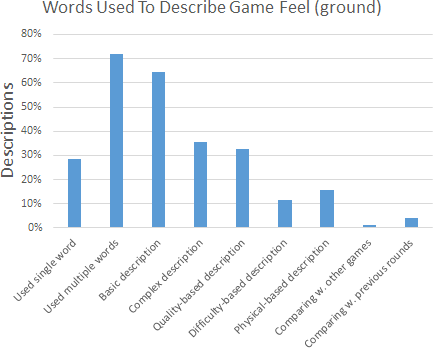 Words Used To Describe Game Feel (ground)
Descriptions
80%
70%
60%
50%
40%
30%
20%
10%
0%
Used single word
Used multiple words
Basic description
Complex description
Quality-based description
Difficulty-based description
Physical-based description
Comparing w. other games
Comparing w. previous rounds